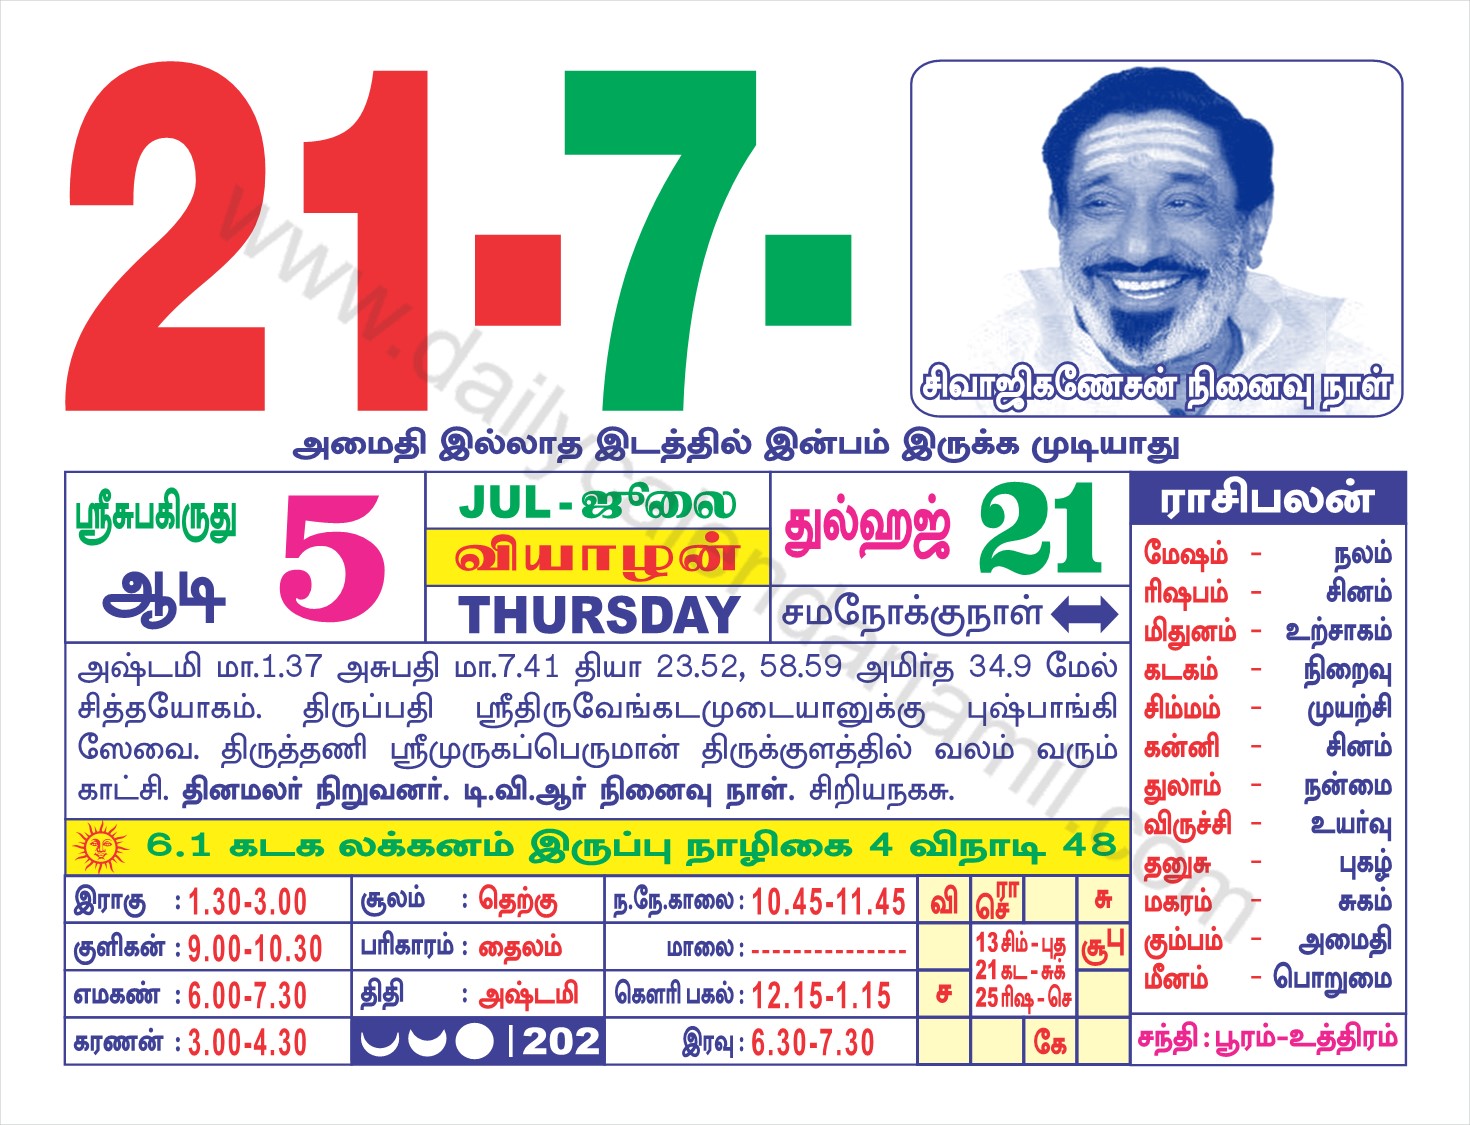 21-7-
சிவாஜிகணேசன் நினைவு நாள்
அமைதி இல்லாத இடத்தில் இன்பம் இருக்க முடியாது
ஸ்ரீசுபகிருது
ஆடி
5
JUL - ஜூலை
வியாழன்
THURSDAY
துல்ஹஜ் 21
சமநோக்குநாள்
அஷ்டமி மா.1.37 அசுபதி மா.7.41 தியா 23.52, 58.59 அமிர்த 34.9 மேல்
சித்தயோகம். திருப்பதி ஸ்ரீதிருவேங்கடமுடையானுக்கு புஷ்பாங்கி
ஸேவை. திருத்தணி ஸ்ரீமுருகப்பெருமான் திருக்குளத்தில் வலம் வரும்
காட்சி. தினமலர் நிறுவனர். டி.வி.ஆர் நினைவு நாள். சிறியநகசு.
6.1 கடக லக்கனம் இருப்பு நாழிகை 4 விநாடி 48
இராகு : 1.30-3.00
குளிகன் : 9.00-10.30
எமகண் : 6.00-7.30
கரணன் : 3.00-4.30
சூலம் : தெற்கு
பரிகாரம் : தைலம்
திதி : அஷ்டமி
|202
ந.நே.காலை : 10.45-11.45
மாலை : --------------
கௌரி பகல் : 12.15-1.15
இரவு : 6.30-7.30
வி
ரா
செ
சு
13 சிம் - புத
21 கட - சுக்
25 ரிஷ - செ
சூபு
ச
கே
ராசிபலன்
மேஷம் - நலம்
ரிஷபம் - சினம்
மிதுனம் - உற்சாகம்
கடகம் - நிறைவு
சிம்மம் - முயற்சி
கன்னி - சினம்
துலாம் - நன்மை
விருச்சி - உயர்வு
தனுசு - புகழ்
மகரம் - சுகம்
கும்பம் - அமைதி
மீனம் - பொறுமை
சந்தி : பூரம்-உத்திரம்
www.dailycalendartamil.com